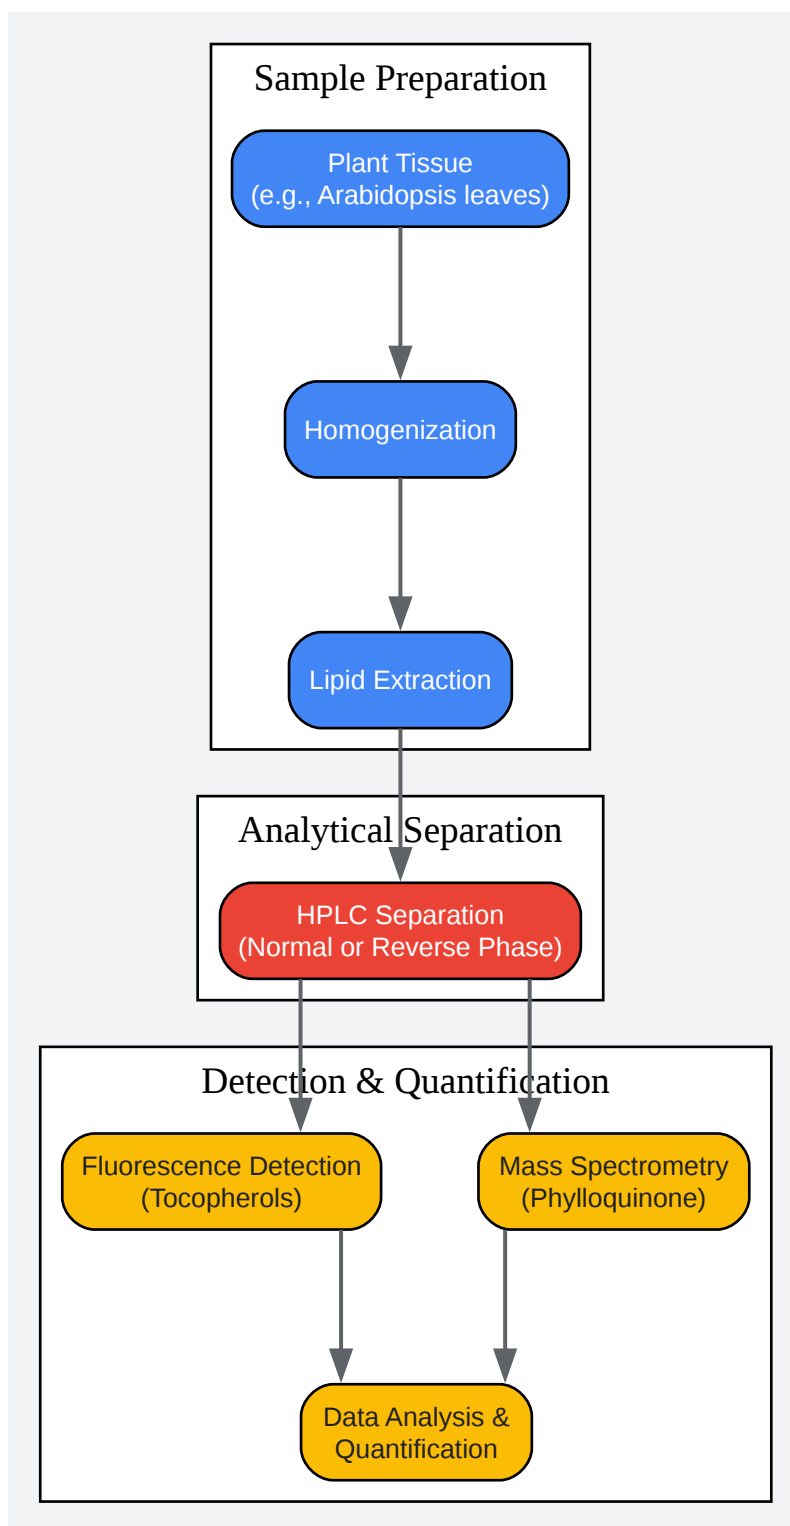 Sample Preparation
Plant Tissue
(e.g., Arabidopsis leaves)
Homogenization
Lipid Extraction
Analytical Separation
HPLC Separation
(Normal or Reverse Phase)
Detection & Quantification
Fluorescence Detection
(Tocopherols)
Mass Spectrometry
(Phylloquinone)
Data Analysis &
Quantification